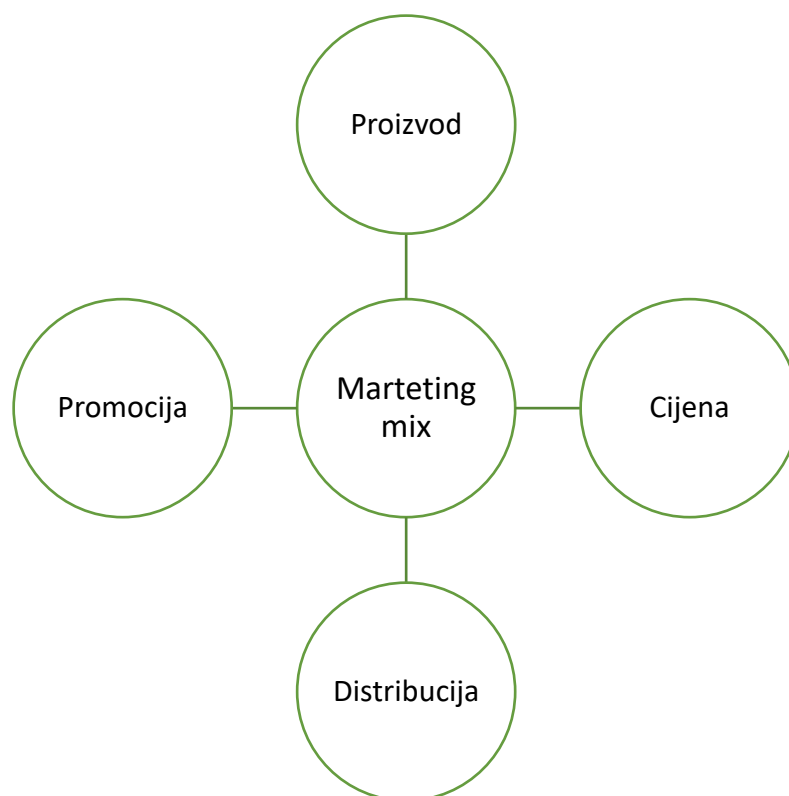 Proizvod
Promocija
Marteting
mix
Cijena
Distribucija